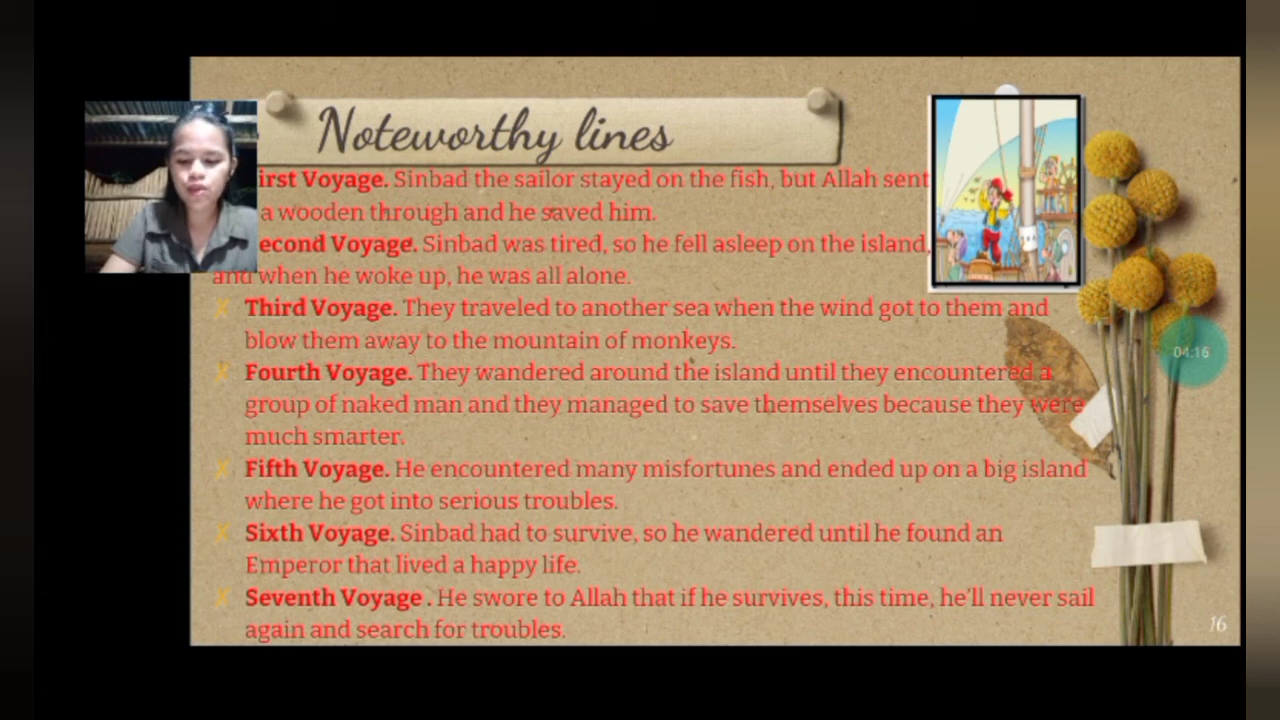 Noteworthy lines
irst Voyage. Sinbad the sailor stayed on the fish, but Allah sent
a wooden through and he saved him.
econd Voyage. Sinbad was tired, so he fell asleep on the island,
and when he woke up, he was all alone.
Third Voyage. They traveled to another sea when the wind got to them and
blow them away to the mountain of monkeys.
Fourth Voyage. They wandered around the island until they encountered a
group of naked man and they managed to save themselves because they were
much smarter.
Fifth Voyage. He encountered many misfortunes and ended up on a big island
where he got into serious troubles.
Sixth Voyage. Sinbad had to survive, so he wandered until he found an
Emperor that lived a happy life.
Seventh Voyage . He swore to Allah that if he survives, this time, he'll never sail
again and search for troubles.
04:16
16